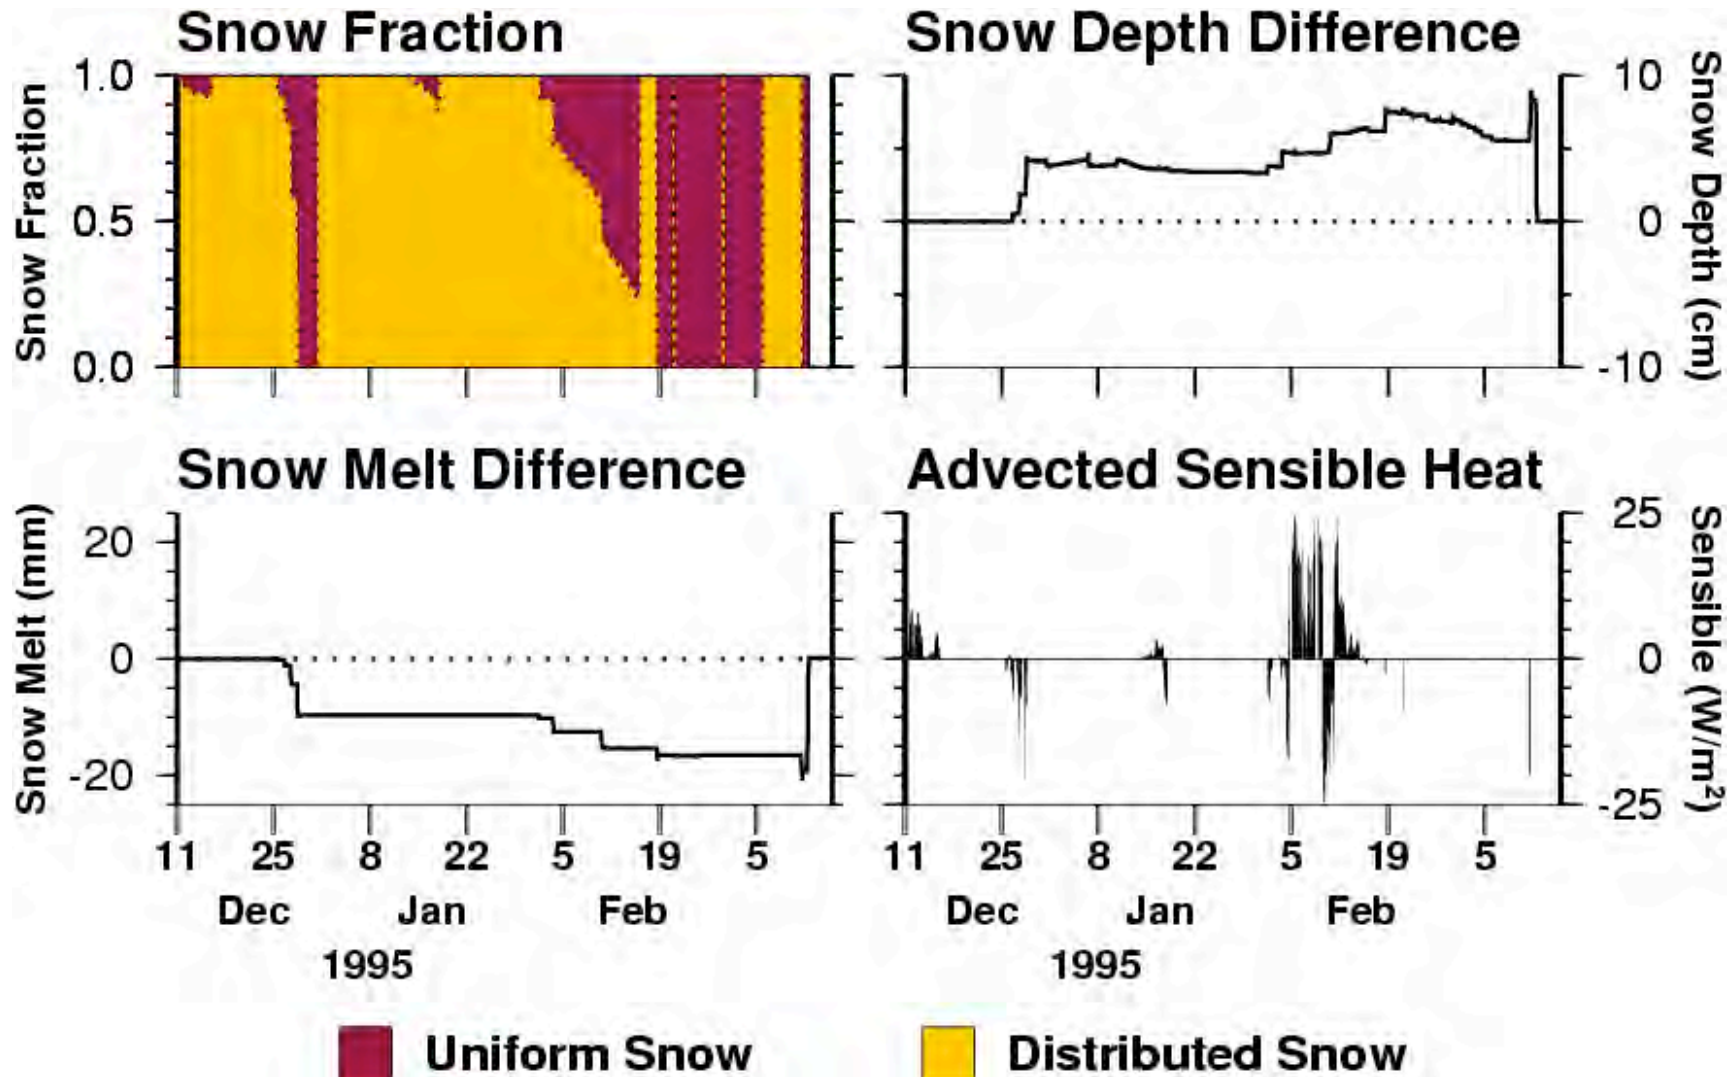 Snow Fraction
Snow Depth Difference
1.0
0.5
0.0
Snow Fraction
10
0
-10
Snow Depth (cm)
Snow Melt Difference
Advected Sensible Heat
20
0
-20
Snow Melt (mm)
25
0
-25
Sensible (W/m²)
11 25 8 22 5 19 5
11 25 8 22 5 19 5
Dec Jan Feb
Dec Jan Feb
1995
1995
Uniform Snow
Distributed Snow